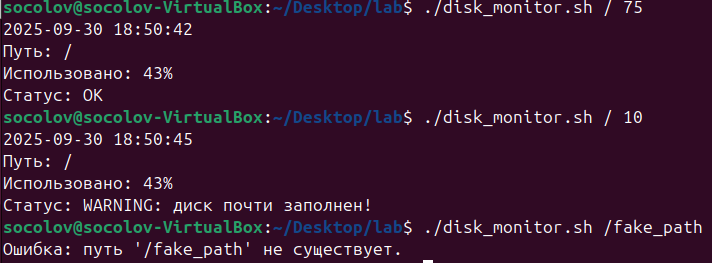 socolov@socolov-VirtualBox:~/Desktop/lab$ ./disk_monitor.sh / 75
2025-09-30 18:50:42
Путь: /
Использовано: 43%
Статус: OK
socolov@socolov-VirtualBox:~/Desktop/lab$ ./disk_monitor.sh / 10
2025-09-30 18:50:45
Путь: /
Использовано: 43%
Статус: WARNING: диск почти заполнен!
socolov@socolov-VirtualBox:~/Desktop/lab$ ./disk_monitor.sh /fake_path
Ошибка: путь '/fake_path' не существует.